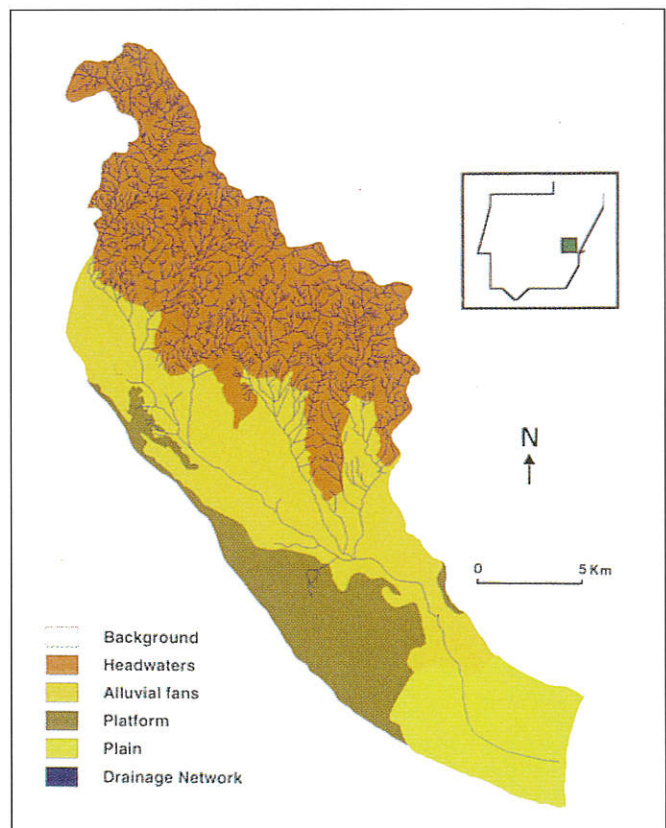 N
0 5 Km
Background
Headwaters
Alluvial fans
Platform
Plain
Drainage Network